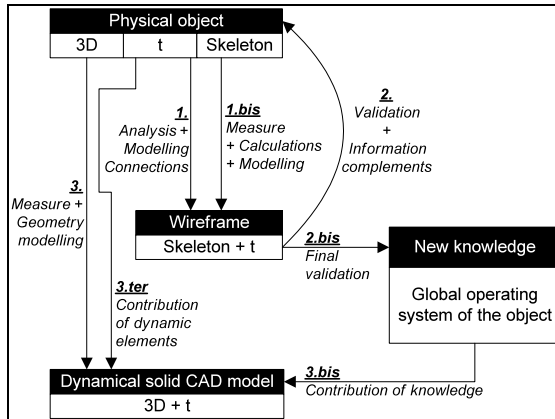 Physical object
3D t Skeleton
1.
Analysis +
Modelling
Connections
1.bis
Measure
+ Calculations
+ Modelling
2.
Validation
+
Information
complements
3.
Measure +
Geometry
modelling
Wireframe
Skeleton + t
2.bis
Final
validation
New knowledge
Global operating
system of the object
3.ter
Contribution
of dynamic
elements
Dynamical solid CAD model
3D + t
3.bis
Contribution of knowledge